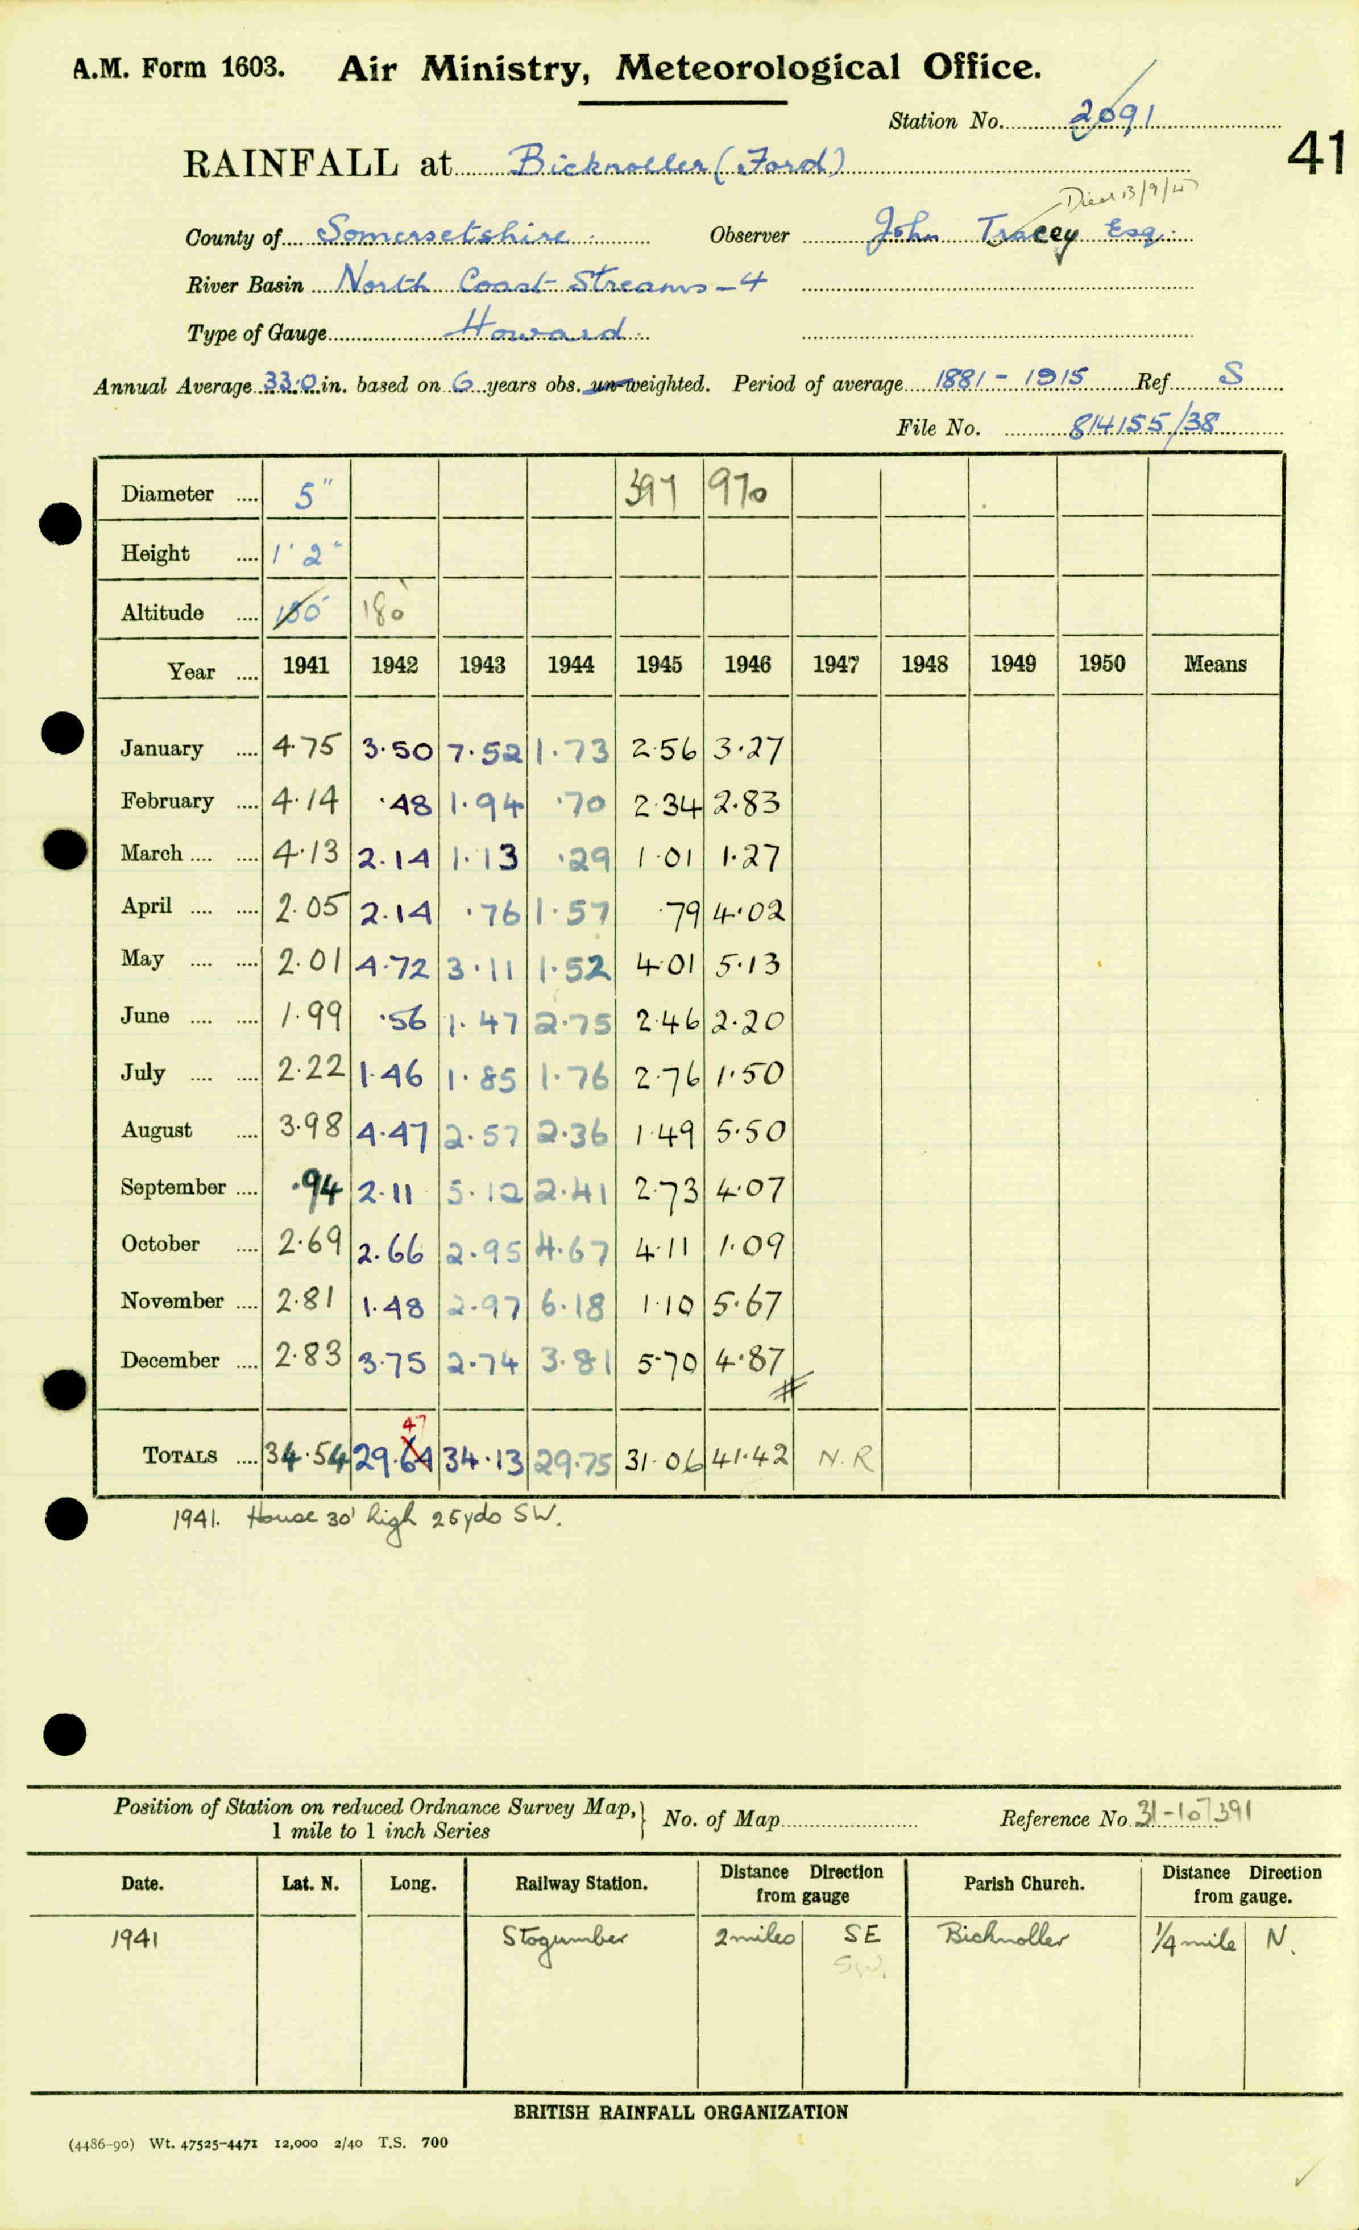 A.M. Form 1603. Air Ministry, Meteorological Office.
Station No. 2091
41
RAINFALL at Bicknoller (Ford)
Died 13/9/47
County of Somersetshire Observer John Tracey Esq.
River Basin North Coast Streams - 4
Type of Gauge Howard
Annual Average 33.0 in. based on 6 years obs. un-weighted. Period of average 1881 - 1915 Ref S
File No. 814155/38
Diameter .... 5" 397 970
Height .... 1' 2"
Altitude .... 180
Year .... 1941 1942 1943 1944 1945 1946 1947 1948 1949 1950 Means
January .... 4.75 3.50 7.52 1.73 2.56 3.27
February .... 4.14 .48 1.94 .70 2.34 2.83
March .... .... 4.13 2.14 1.13 .29 1.01 1.27
April .... .... 2.05 2.14 .76 1.57 .79 4.02
May .... .... 2.01 4.72 3.11 1.52 4.01 5.13
June .... .... 1.99 .56 1.47 2.75 2.46 2.20
July .... .... 2.22 1.46 1.85 1.76 2.76 1.50
August .... 3.98 4.47 2.57 2.36 1.49 5.50
September .... .94 2.11 5.12 2.41 2.73 4.07
October .... 2.69 2.66 2.95 4.67 4.11 1.09
November .... 2.81 1.48 2.97 6.18 1.10 5.67
December .... 2.83 3.75 2.74 3.81 5.70 4.87
#
47
TOTALS .... 34.54 29.64 34.13 29.75 31.06 41.42 N.R
1941. House 30' high 25yds SW.
Position of Station on reduced Ordnance Survey Map, } No. of Map Reference No. 31-107391
1 mile to 1 inch Series
Date. Lat. N. Long. Railway Station. Distance Direction from gauge Parish Church. Distance Direction from gauge.
1941 Stogumber 2 miles SE Bicknoller 1/4 mile N.
S.W.
BRITISH RAINFALL ORGANIZATION
(4486-90) Wt. 47525-4471 12,000 2/40 T.S. 700